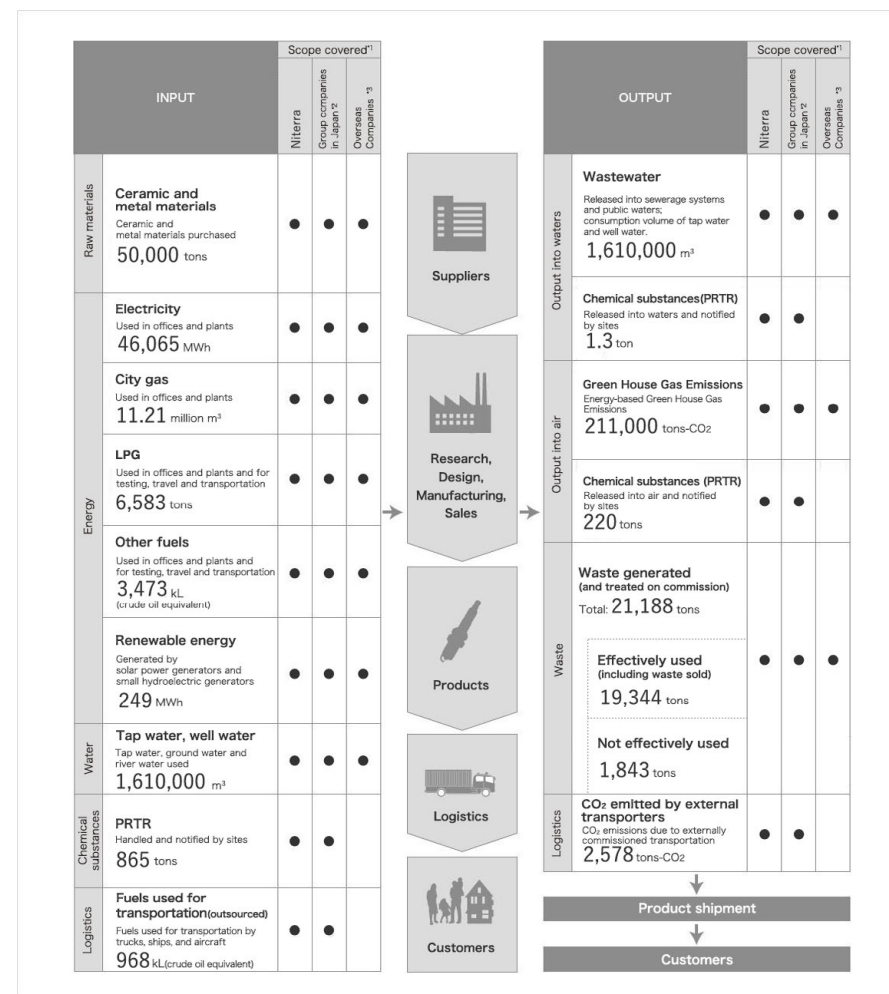 INPUT
Scope covered*1
Niterra
Group companies in Japan *2
Overseas Companies *3
Raw materials
Ceramic and
metal materials
Ceramic and
metal materials purchased
50,000 tons
Energy
Electricity
Used in offices and plants
46,065 MWh
City gas
Used in offices and plants
11.21 million m³
LPG
Used in offices and plants and for
testing, travel and transportation
6,583 tons
Other fuels
Used in offices and plants and
for testing, travel and transportation
3,473 kL
(crude oil equivalent)
Renewable energy
Generated by
solar power generators and
small hydroelectric generators
249 MWh
Water
Tap water, well water
Tap water, ground water and
river water used
1,610,000 m³
Chemical
substances
PRTR
Handled and notified by sites
865 tons
Logistics
Fuels used for
transportation(outsourced)
Fuels used for transportation by
trucks, ships, and aircraft
968 kL(crude oil equivalent)
Suppliers
Research,
Design,
Manufacturing,
Sales
Products
Logistics
Customers
OUTPUT
Scope covered*1
Niterra
Group companies in Japan *2
Overseas Companies *3
Output into waters
Wastewater
Released into sewerage systems
and public waters;
consumption volume of tap water
and well water.
1,610,000 m³
Chemical substances(PRTR)
Released into waters and notified
by sites
1.3 ton
Output into air
Green House Gas Emissions
Energy-based Green House Gas
Emissions
211,000 tons-CO2
Chemical substances (PRTR)
Released into air and notified
by sites
220 tons
Waste
Waste generated
(and treated on commission)
Total: 21,188 tons
Effectively used
(including waste sold)
19,344 tons
Not effectively used
1,843 tons
Logistics
CO₂ emitted by external
transporters
CO₂ emissions due to externally
commissioned transportation
2,578 tons-CO2
Product shipment
Customers